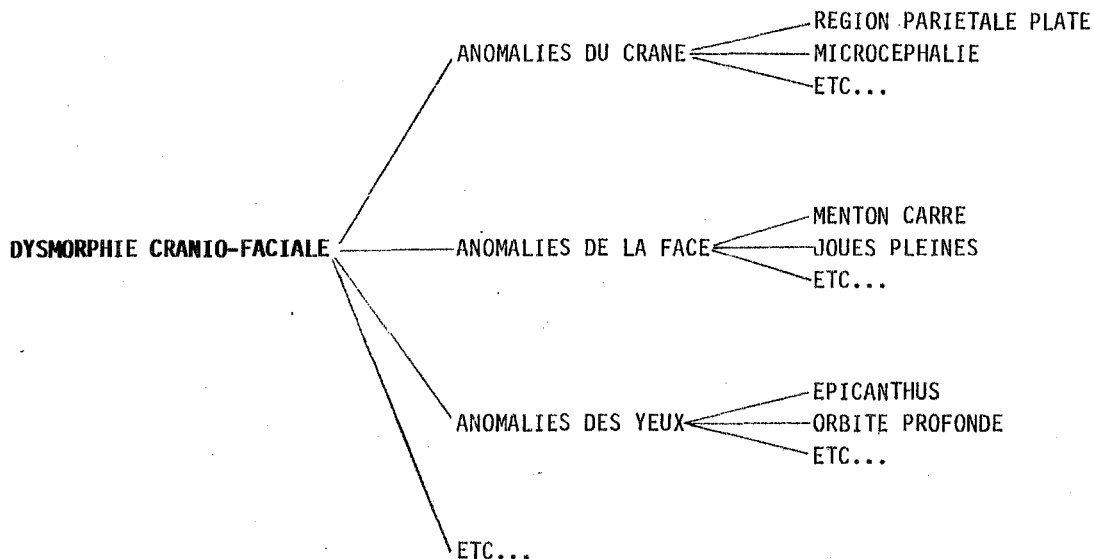 REGION PARIETALE PLATE
ANOMALIES DU CRANE
MICROCEPHALIE
ETC...
MENTON CARRE
DYSMORPHIE CRANIO-FACIALE
ANOMALIES DE LA FACE
JOUES PLEINES
ETC...
EPICANTHUS
ANOMALIES DES YEUX
ORBITE PROFONDE
ETC...
ETC...